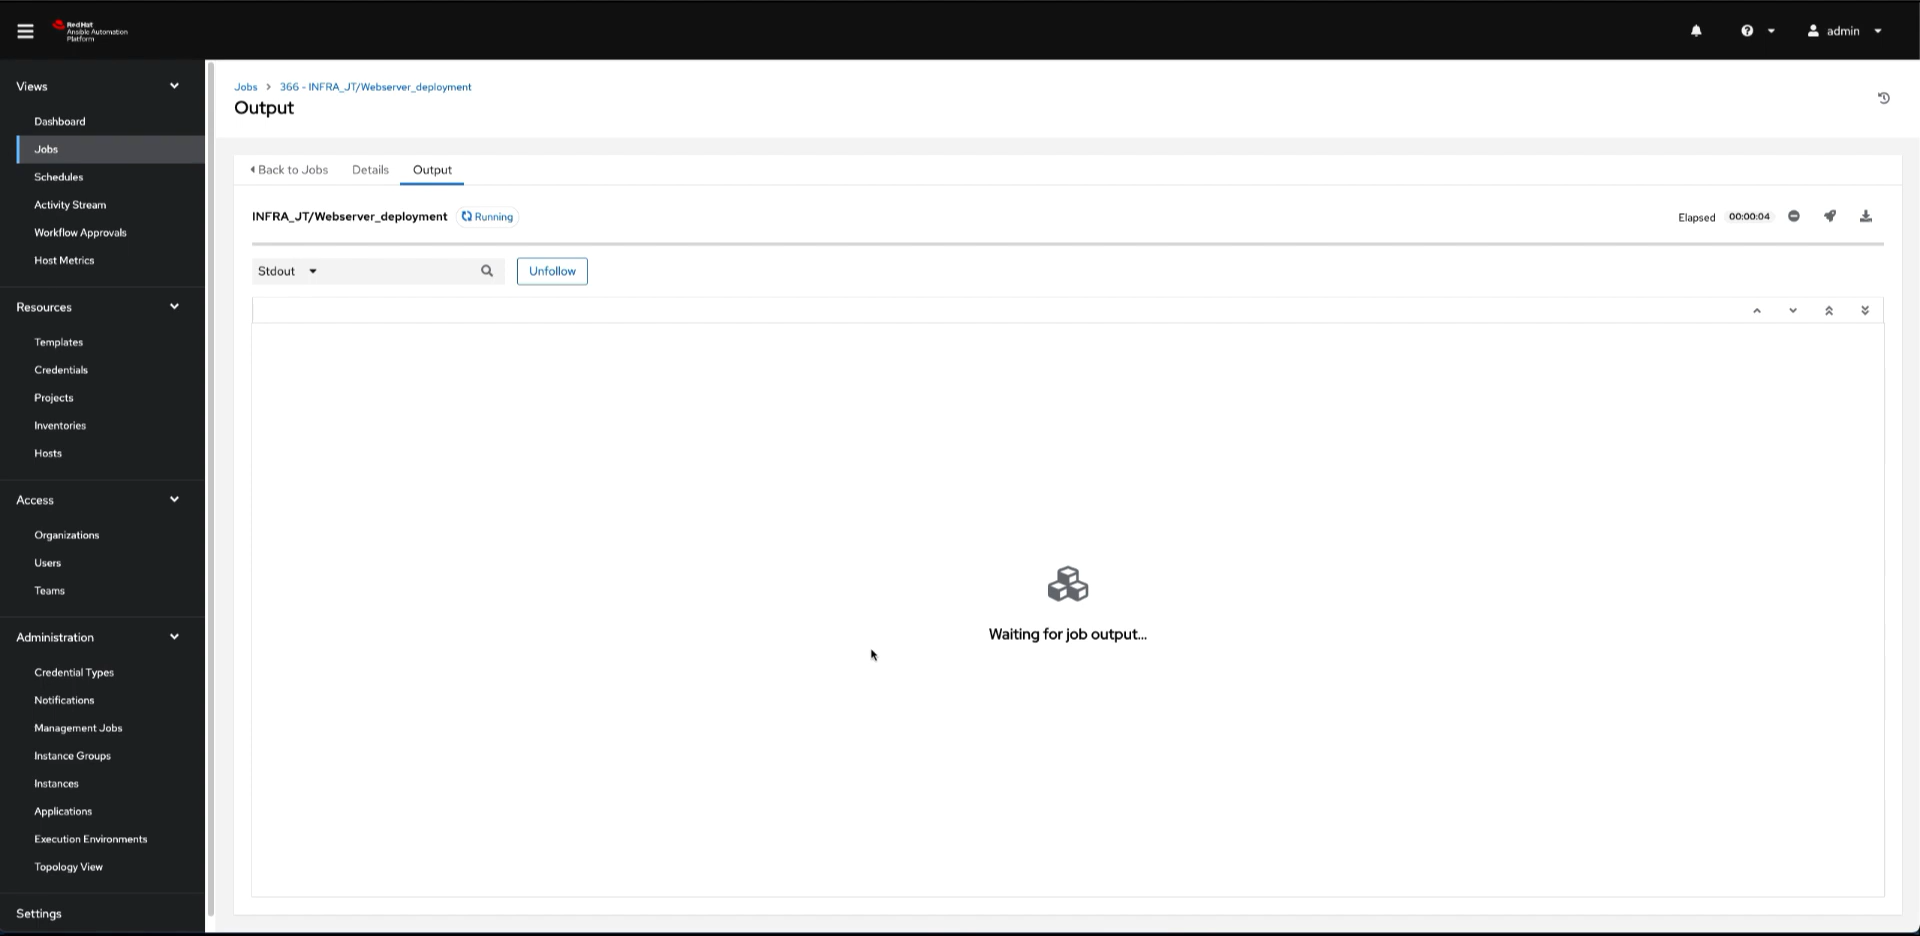 RedHat
Ansible Automation
Platform
admin
Views
Dashboard
Jobs
Schedules
Activity Stream
Workflow Approvals
Host Metrics
Resources
Templates
Credentials
Projects
Inventories
Hosts
Access
Organizations
Users
Teams
Administration
Credential Types
Notifications
Management Jobs
Instance Groups
Instances
Applications
Execution Environments
Topology View
Settings
Jobs > 366 - INFRA_JT/Webserver_deployment
Output
Back to Jobs Details Output
INFRA_JT/Webserver_deployment Running Elapsed 00:00:04
Stdout Unfollow
Waiting for job output...